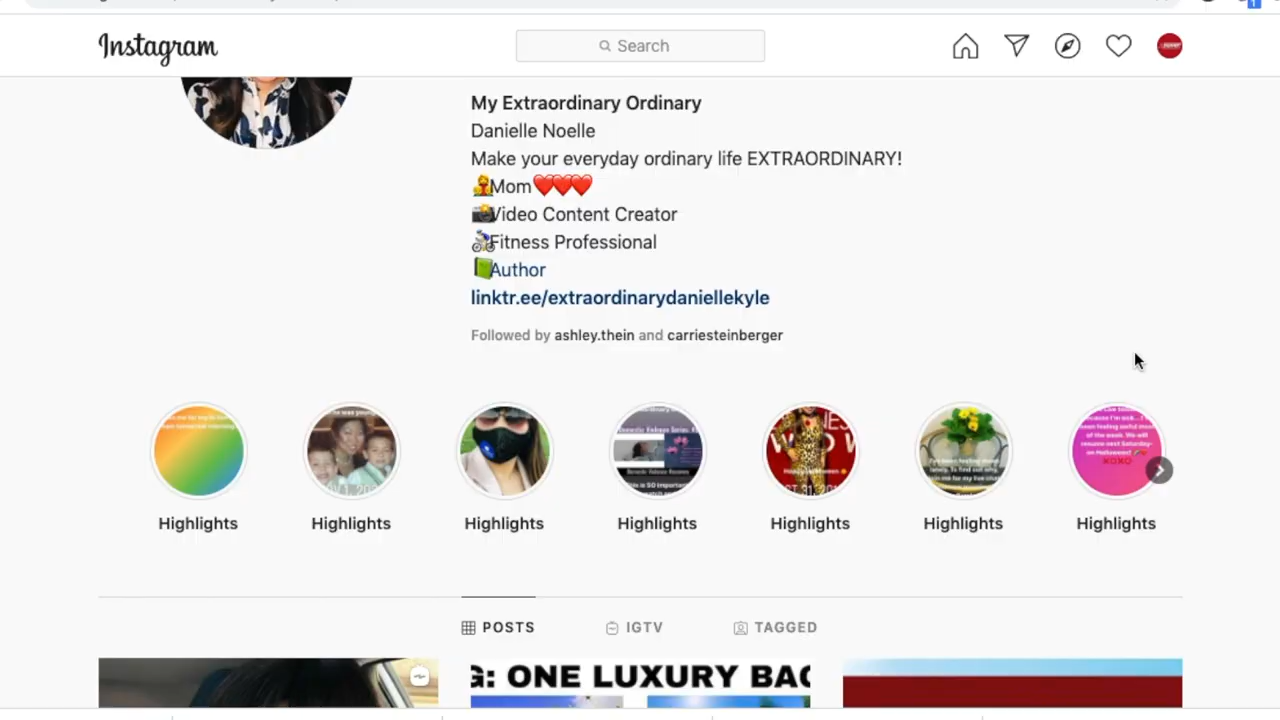 Instagram
Search
My Extraordinary Ordinary
Danielle Noelle
Make your everyday ordinary life EXTRAORDINARY!
Mom
Video Content Creator
Fitness Professional
Author
linktr.ee/extraordinarydaniellekyle
Followed by ashley.thein and carriesteinberger
Highlights
Highlights
Highlights
Highlights
Highlights
Highlights
Highlights
POSTS
IGTV
TAGGED
G: ONE LUXURY BAG